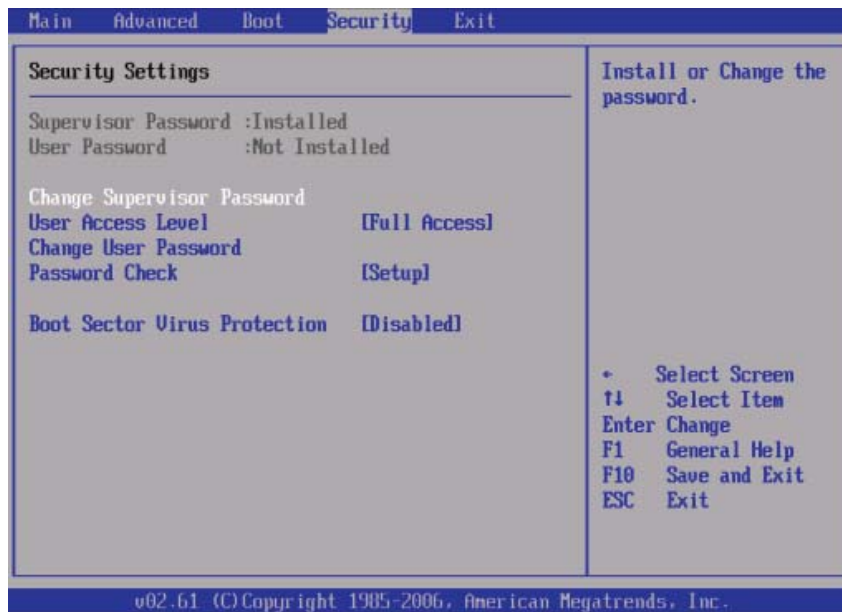 Main Advanced Boot Security Exit
Security Settings
Supervisor Password :Installed
User Password :Not Installed
Change Supervisor Password
User Access Level [Full Access]
Change User Password
Password Check [Setup]
Boot Sector Virus Protection [Disabled]
Install or Change the
password.
← Select Screen
↑↓ Select Item
Enter Change
F1 General Help
F10 Save and Exit
ESC Exit
v02.61 (C)Copyright 1985-2006, American Megatrends, Inc.